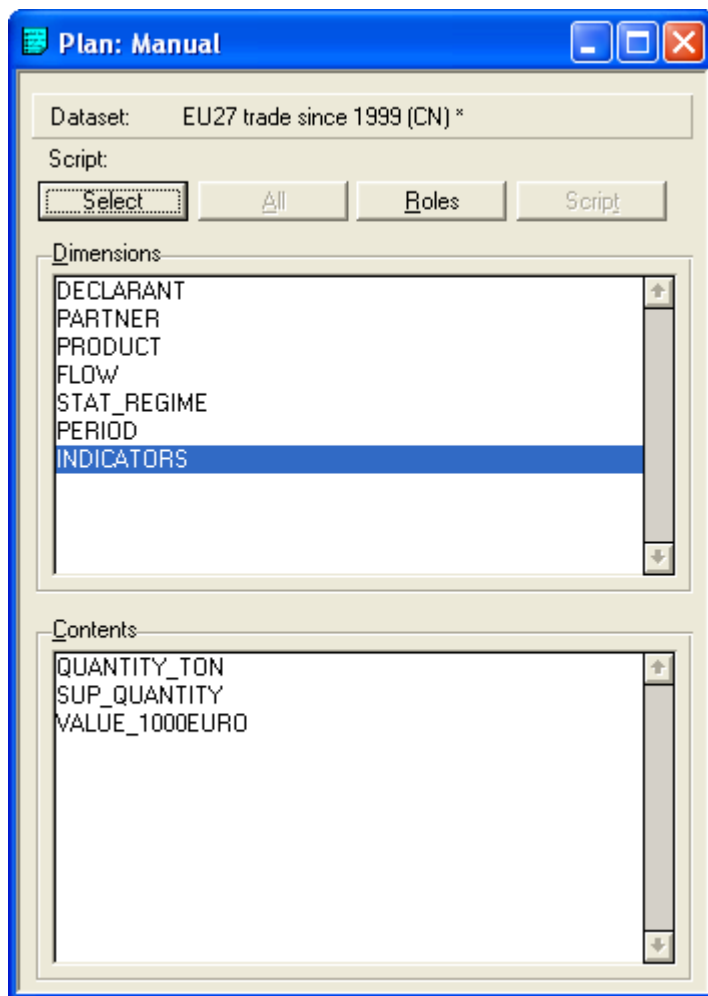 Plan: Manual
Dataset: EU27 trade since 1999 (CN) *
Script:
Select All Roles Script
Dimensions
DECLARANT
PARTNER
PRODUCT
FLOW
STAT_REGIME
PERIOD
INDICATORS
Contents
QUANTITY_TON
SUP_QUANTITY
VALUE_1000EURO